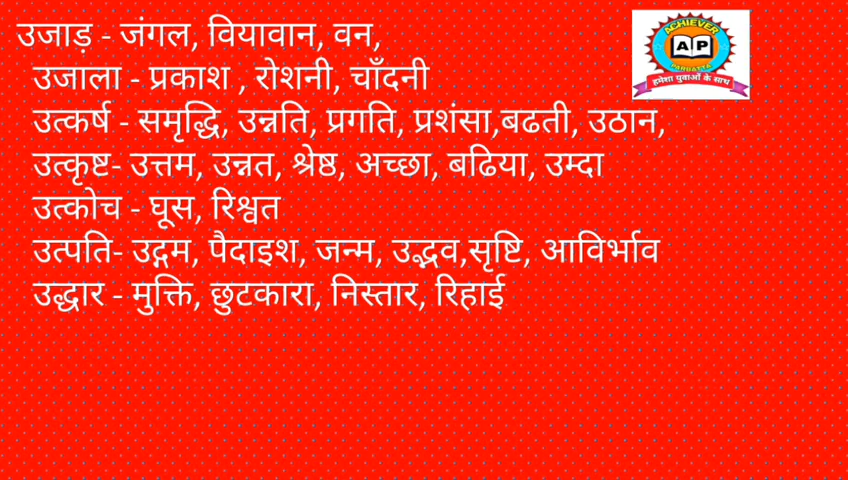 उजाड़ - जंगल, वियावान, वन,
उजाला - प्रकाश , रोशनी, चाँदनी
उत्कर्ष - समृद्धि, उन्नति, प्रगति, प्रशंसा,बढती, उठान,
उत्कृष्ट- उत्तम, उन्नत, श्रेष्ठ, अच्छा, बढिया, उम्दा
उत्कोच - घूस, रिश्वत
उत्पति- उद्गम, पैदाइश, जन्म, उद्भव,सृष्टि, आविर्भाव
उद्धार - मुक्ति, छुटकारा, निस्तार, रिहाई
ACHIEVER
AP
हमेशा युवाओं के साथ